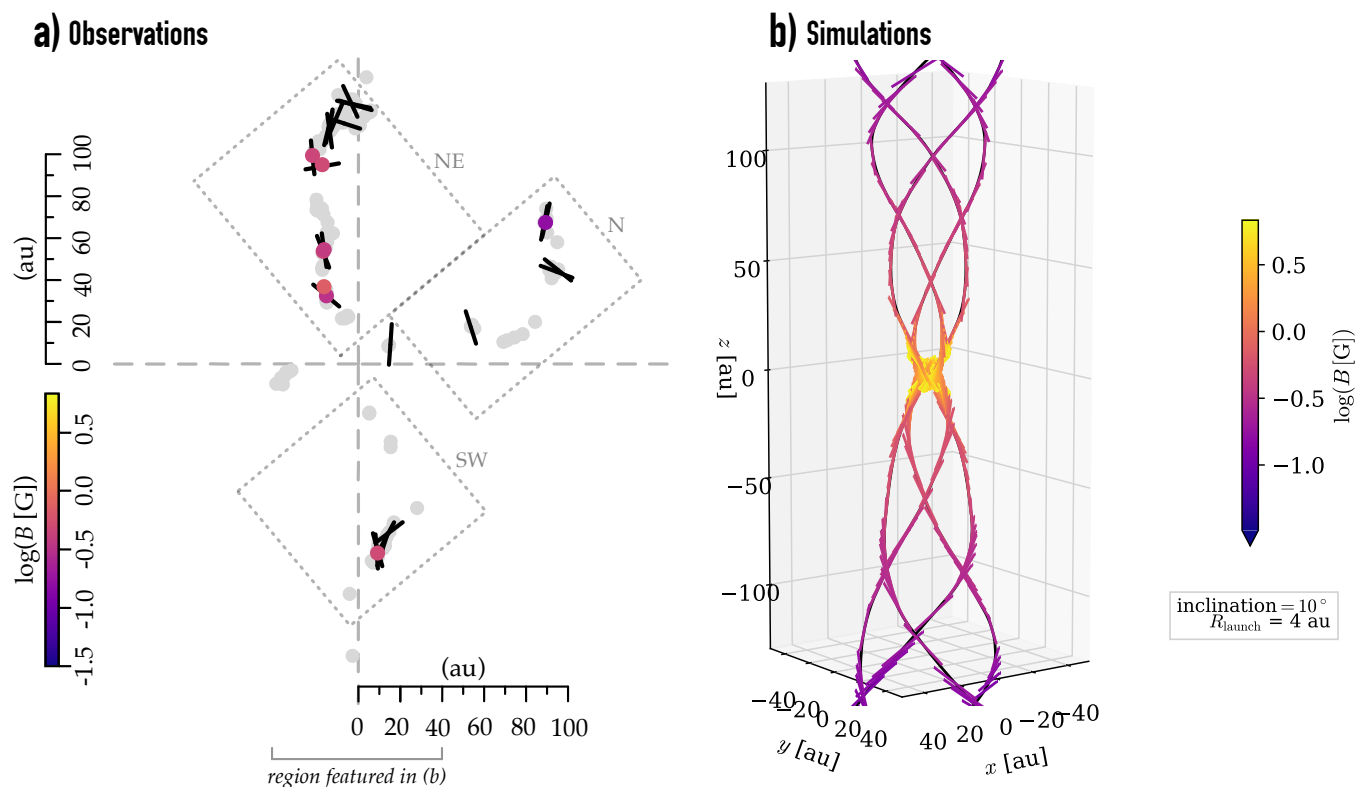 a) Observations
b) Simulations
NE
N
SW
(au)
100
80
60
40
20
0
log(B [G]
0.5
0.0
-0.5
-1.0
-1.5
(au)
0 20 40 60 80 100
region featured in (b)
100
50
0
−50
−100
z [au]
−40
−20
0
20
40
y [au]
40
20
0
−20
−40
x [au]
0.5
0.0
−0.5
−1.0
log(B [G])
inclination = 10°
R_launch = 4 au